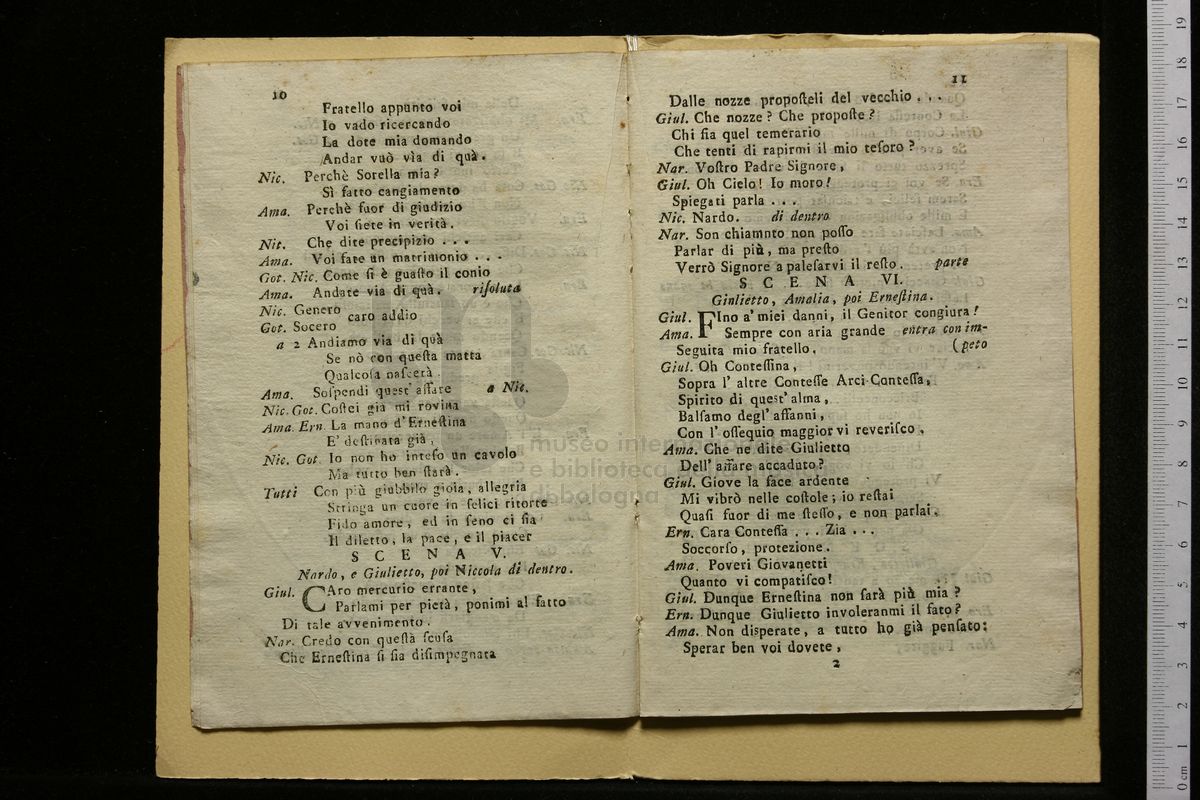 10
Fratello appunto voi
Io vado ricercando
La dote mia domando
Andar vuò via di quà.
Nic. Perchè Sorella mia?
Sì fatto cangiamento
Ama. Perchè fuor di giudizio
Voi siete in verità.
Nit. Che dite precipizio . . .
Ama. Voi fate un matrimonio . . .
Got. Nic. Come si è guasto il conio
Ama. Andate via di quà. risoluta
Nic. Genero
caro addio
Got. Socero
a 2 Andiamo via di quà
Se nò con questa matta
Qualcosa nascerà.
Ama. Sospendi quest' affare a Nic.
Nic. Got. Costei già mi rovina
Ama. Ern. La mano d'Ernestina
E' destinata già,
Nic. Got. Io non ho inteso un cavolo
Ma tutto ben starà.
Tutti Con più giubbilo gioia, allegria
Stringa un cuore in felici ritorte
Fido amore, ed in seno ci sia
Il diletto, la pace, e il piacer
SCENA V.
Nardo, e Giulietto, poi Niccola di dentro.
Giul. CAro mercurio errante,
Parlami per pietà, ponimi al fatto
Di tale avvenimento.
Nar. Credo con questa scusa
Che Ernestina si sia disimpegnata
11
Dalle nozze proposteli del vecchio . . .
Giul. Che nozze? Che proposte?
Chi sia quel temerario
Che tenti di rapirmi il mio tesoro?
Nar. Vostro Padre Signore,
Giul. Oh Cielo! Io moro!
Spiegati parla . . .
Nic. Nardo. di dentro
Nar. Son chiamnto non posso
Parlar di più, ma presto
Verrò Signore a palesarvi il resto. parte
SCENA VI.
Ginlietto, Amalia, poi Ernestina.
Giul. FIno a' miei danni, il Genitor congiura!
Ama. Sempre con aria grande entra con im-
Seguita mio fratello. (peto
Giul. Oh Contessina,
Sopra l' altre Contesse Arci-Contessa,
Spirito di quest' alma,
Balsamo degl' affanni,
Con l' ossequio maggior vi reverisco.
Ama. Che ne dite Giulietto
Dell' affare accaduto?
Giul. Giove la face ardente
Mi vibrò nelle costole; io restai
Quasi fuor di me stesso, e non parlai.
Ern. Cara Contessa . . . Zia . . .
Soccorso, protezione.
Ama. Poveri Giovanetti
Quanto vi compatisco!
Giul. Dunque Ernestina non sarà più mia?
Ern. Dunque Giulietto involeranmi il fato?
Ama. Non disperate, a tutto ho già pensato:
Sperar ben voi dovete,
2
museo internazionale
e biblioteca della musica
di bologna